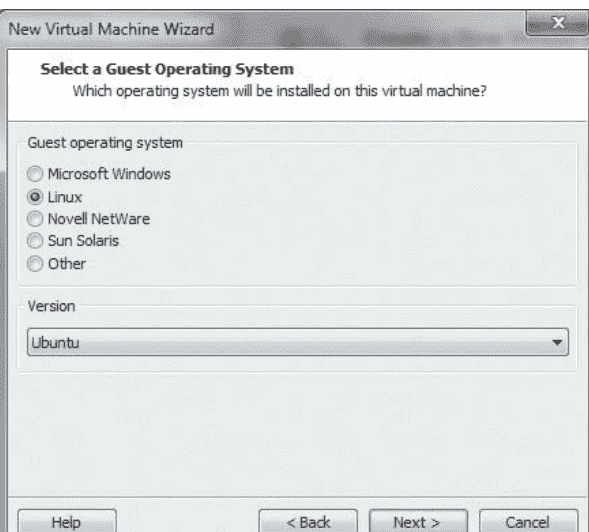 New Virtual Machine Wizard
Select a Guest Operating System
Which operating system will be installed on this virtual machine?
Guest operating system
Microsoft Windows
Linux
Novell NetWare
Sun Solaris
Other
Version
Ubuntu
Help < Back Next > Cancel